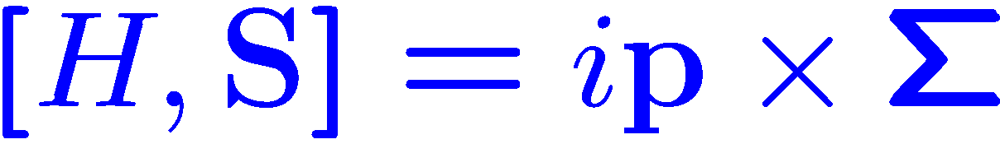 [H, S] = ip × Σ